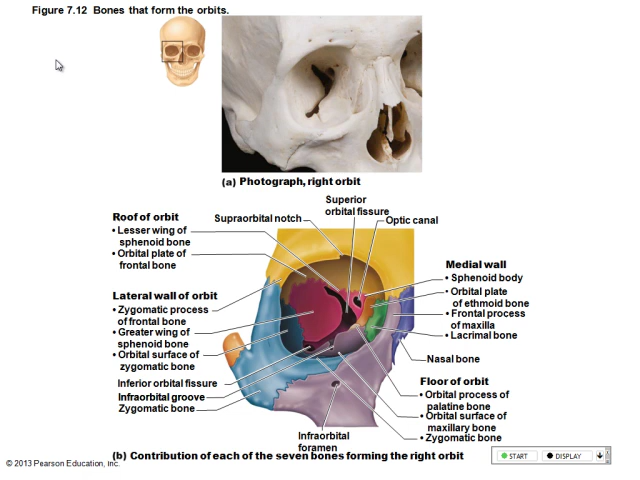 Figure 7.12 Bones that form the orbits.
(a) Photograph, right orbit
Roof of orbit
• Lesser wing of
sphenoid bone
• Orbital plate of
frontal bone
Supraorbital notch
Superior
orbital fissure
Optic canal
Lateral wall of orbit
• Zygomatic process
of frontal bone
• Greater wing of
sphenoid bone
• Orbital surface of
zygomatic bone
Inferior orbital fissure
Infraorbital groove
Zygomatic bone
Medial wall
• Sphenoid body
• Orbital plate
of ethmoid bone
• Frontal process
of maxilla
• Lacrimal bone
Nasal bone
Floor of orbit
• Orbital process of
palatine bone
• Orbital surface of
maxillary bone
• Zygomatic bone
Infraorbital
foramen
(b) Contribution of each of the seven bones forming the right orbit
START
DISPLAY
© 2013 Pearson Education, Inc.